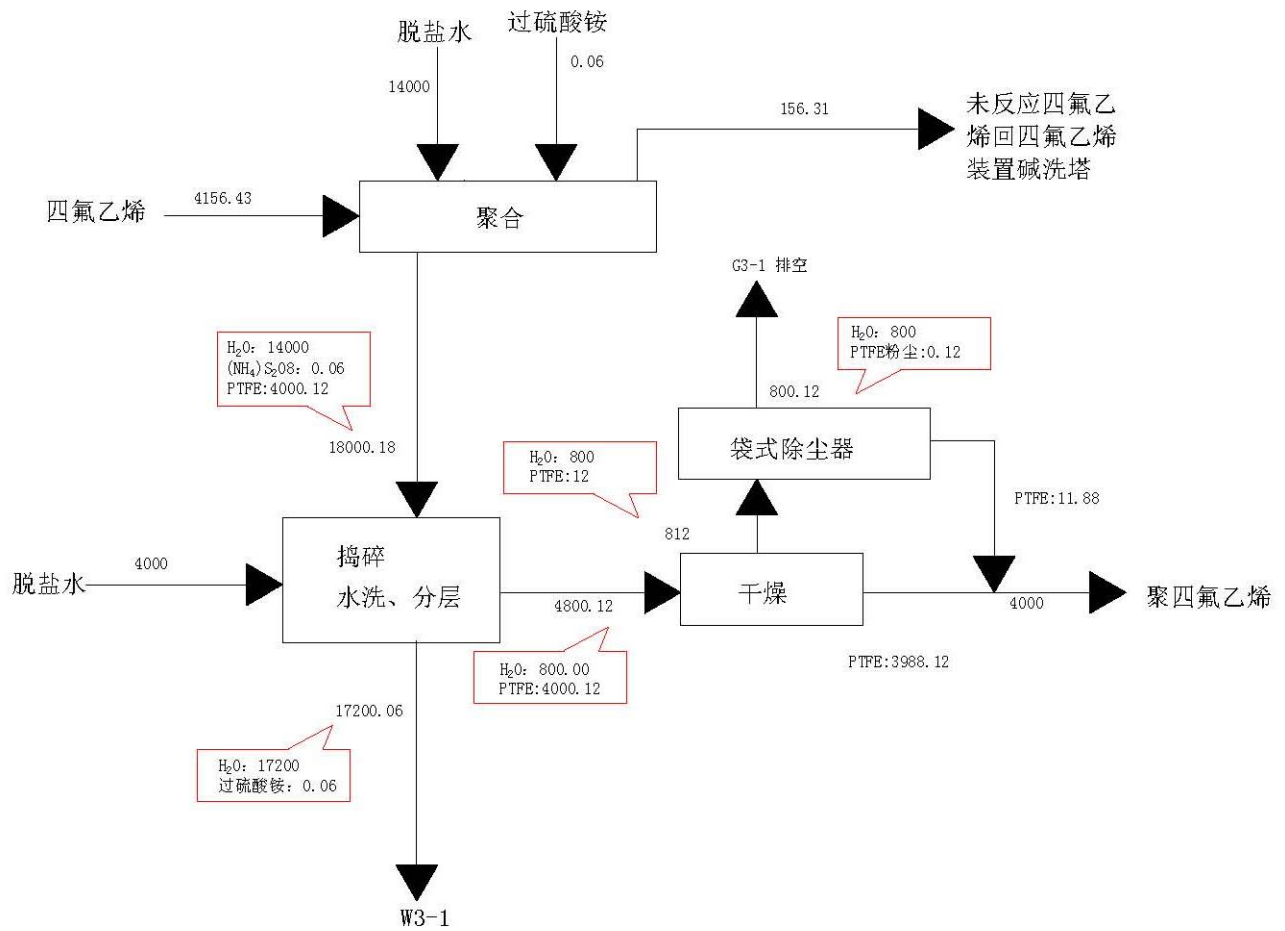 脱盐水
过硫酸铵
14000
0.06
156.31
未反应四氟乙
烯回四氟乙烯
装置碱洗塔
四氟乙烯
4156.43
聚合
G3-1 排空
H₂O: 14000
(NH₄)S₂O8: 0.06
PTFE:4000.12
H₂O: 800
PTFE粉尘:0.12
800.12
18000.18
袋式除尘器
H₂O: 800
PTFE:12
PTFE:11.88
812
脱盐水
4000
捣碎
水洗、分层
4800.12
干燥
4000
聚四氟乙烯
H₂O: 800.00
PTFE:4000.12
PTFE:3988.12
17200.06
H₂O: 17200
过硫酸铵: 0.06
W3-1